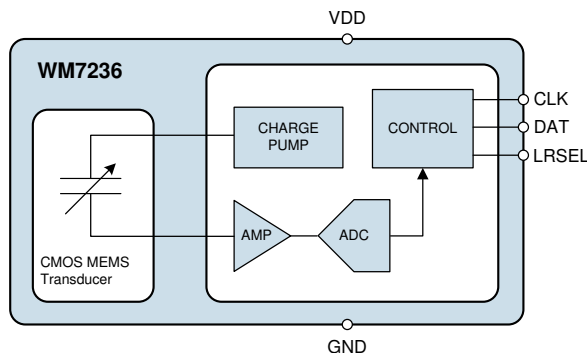 VDD
WM7236
CHARGE
PUMP
CONTROL
CLK
DAT
LRSEL
AMP
ADC
CMOS MEMS
Transducer
GND